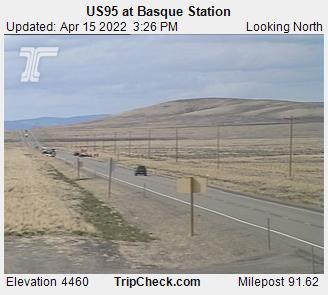 US95 at Basque Station
Updated: Apr 15 2022 3:26 PM Looking North
Elevation 4460 TripCheck.com Milepost 91.62